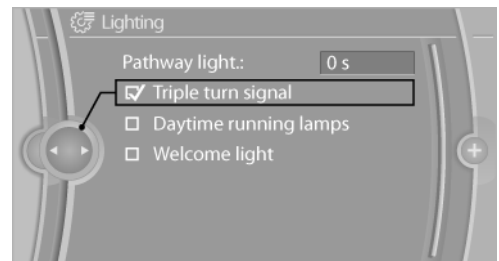 Lighting
Pathway light.: 0 s
Triple turn signal
Daytime running lamps
Welcome light